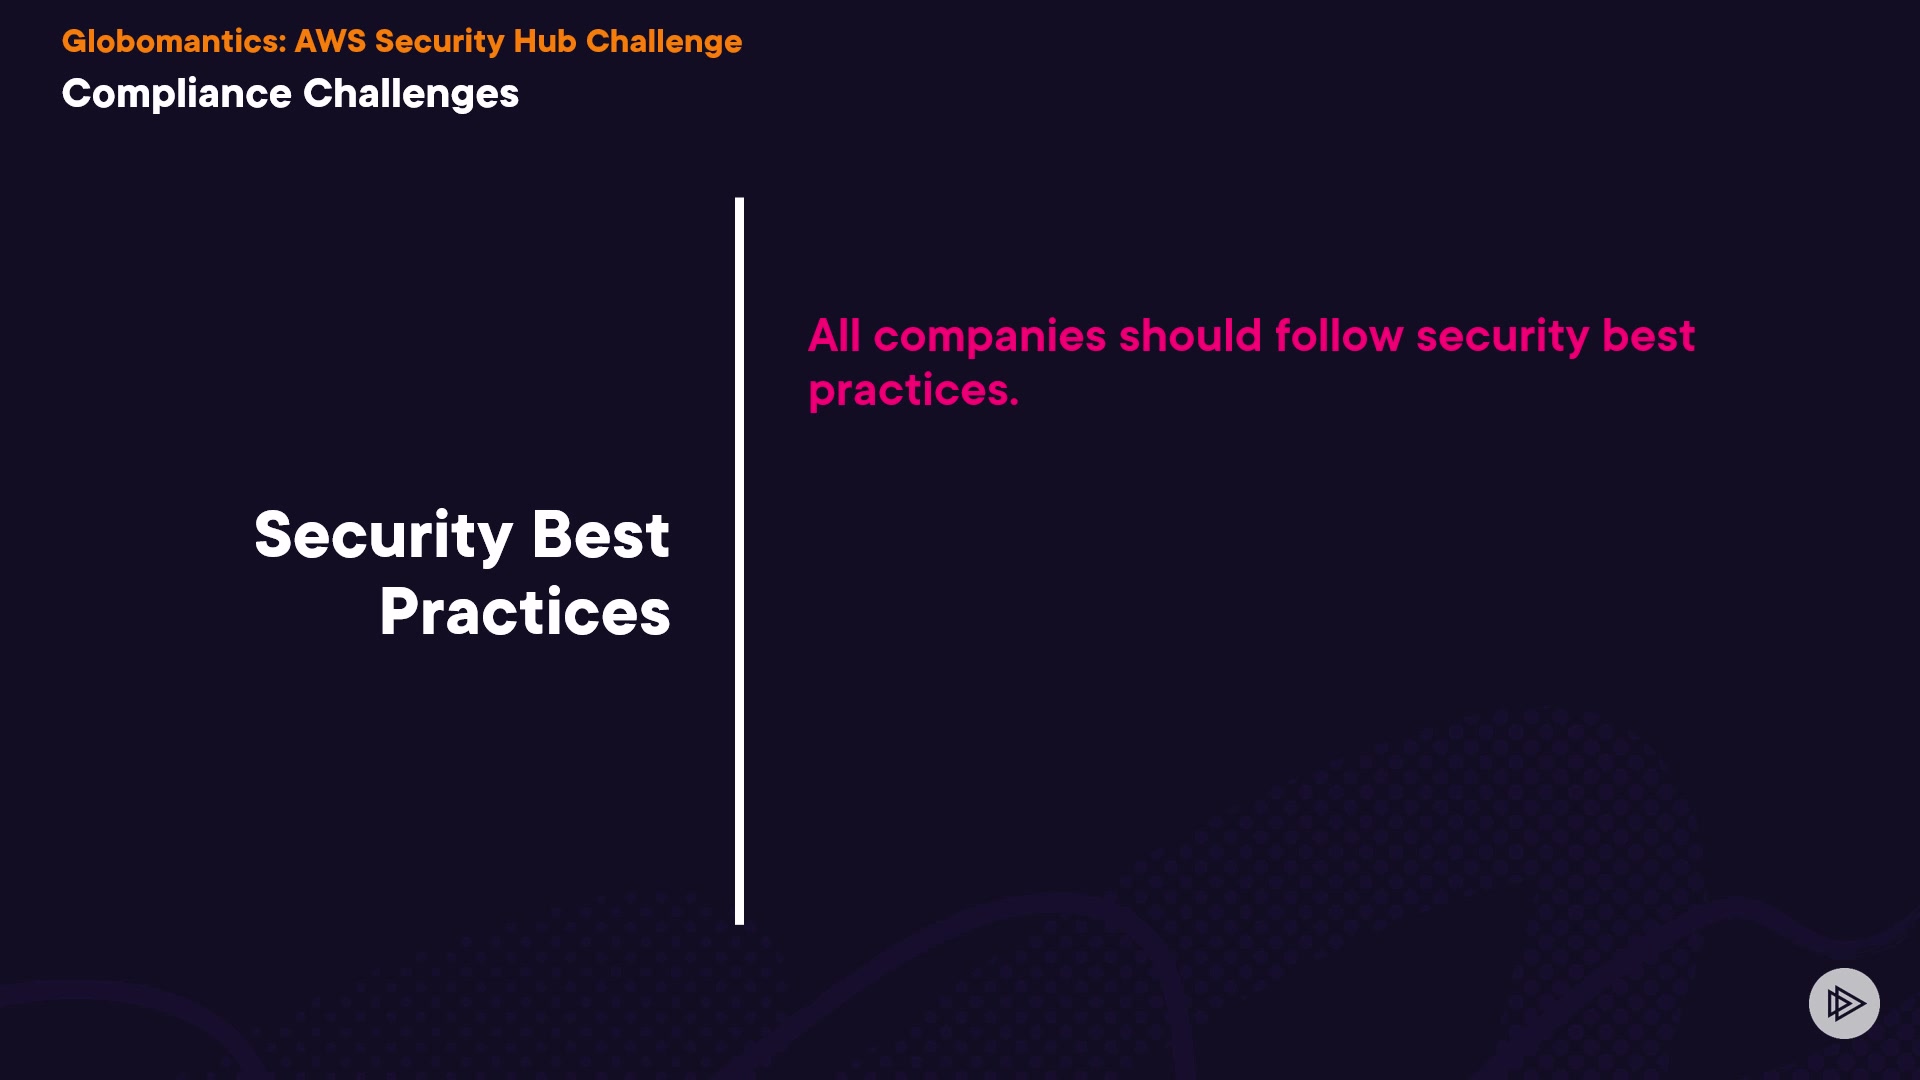 Globomantics: AWS Security Hub Challenge
Compliance Challenges
Security Best
Practices
All companies should follow security best
practices.